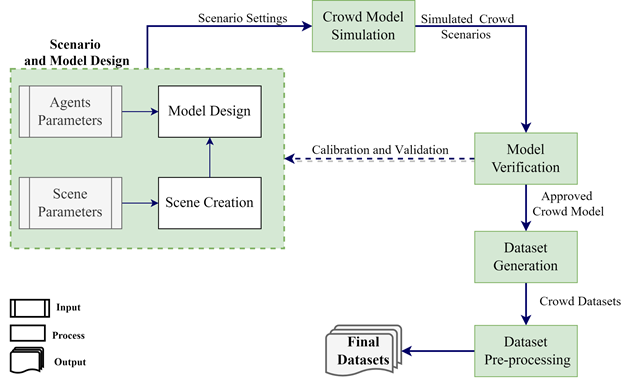 Scenario Settings
Crowd Model
Simulation
Simulated Crowd
Scenarios
Scenario
and Model Design
Agents
Parameters
Model Design
Scene
Parameters
Scene Creation
Calibration and Validation
Model
Verification
Approved
Crowd Model
Dataset
Generation
Crowd Datasets
Dataset
Pre-processing
Final
Datasets
Input
Process
Output